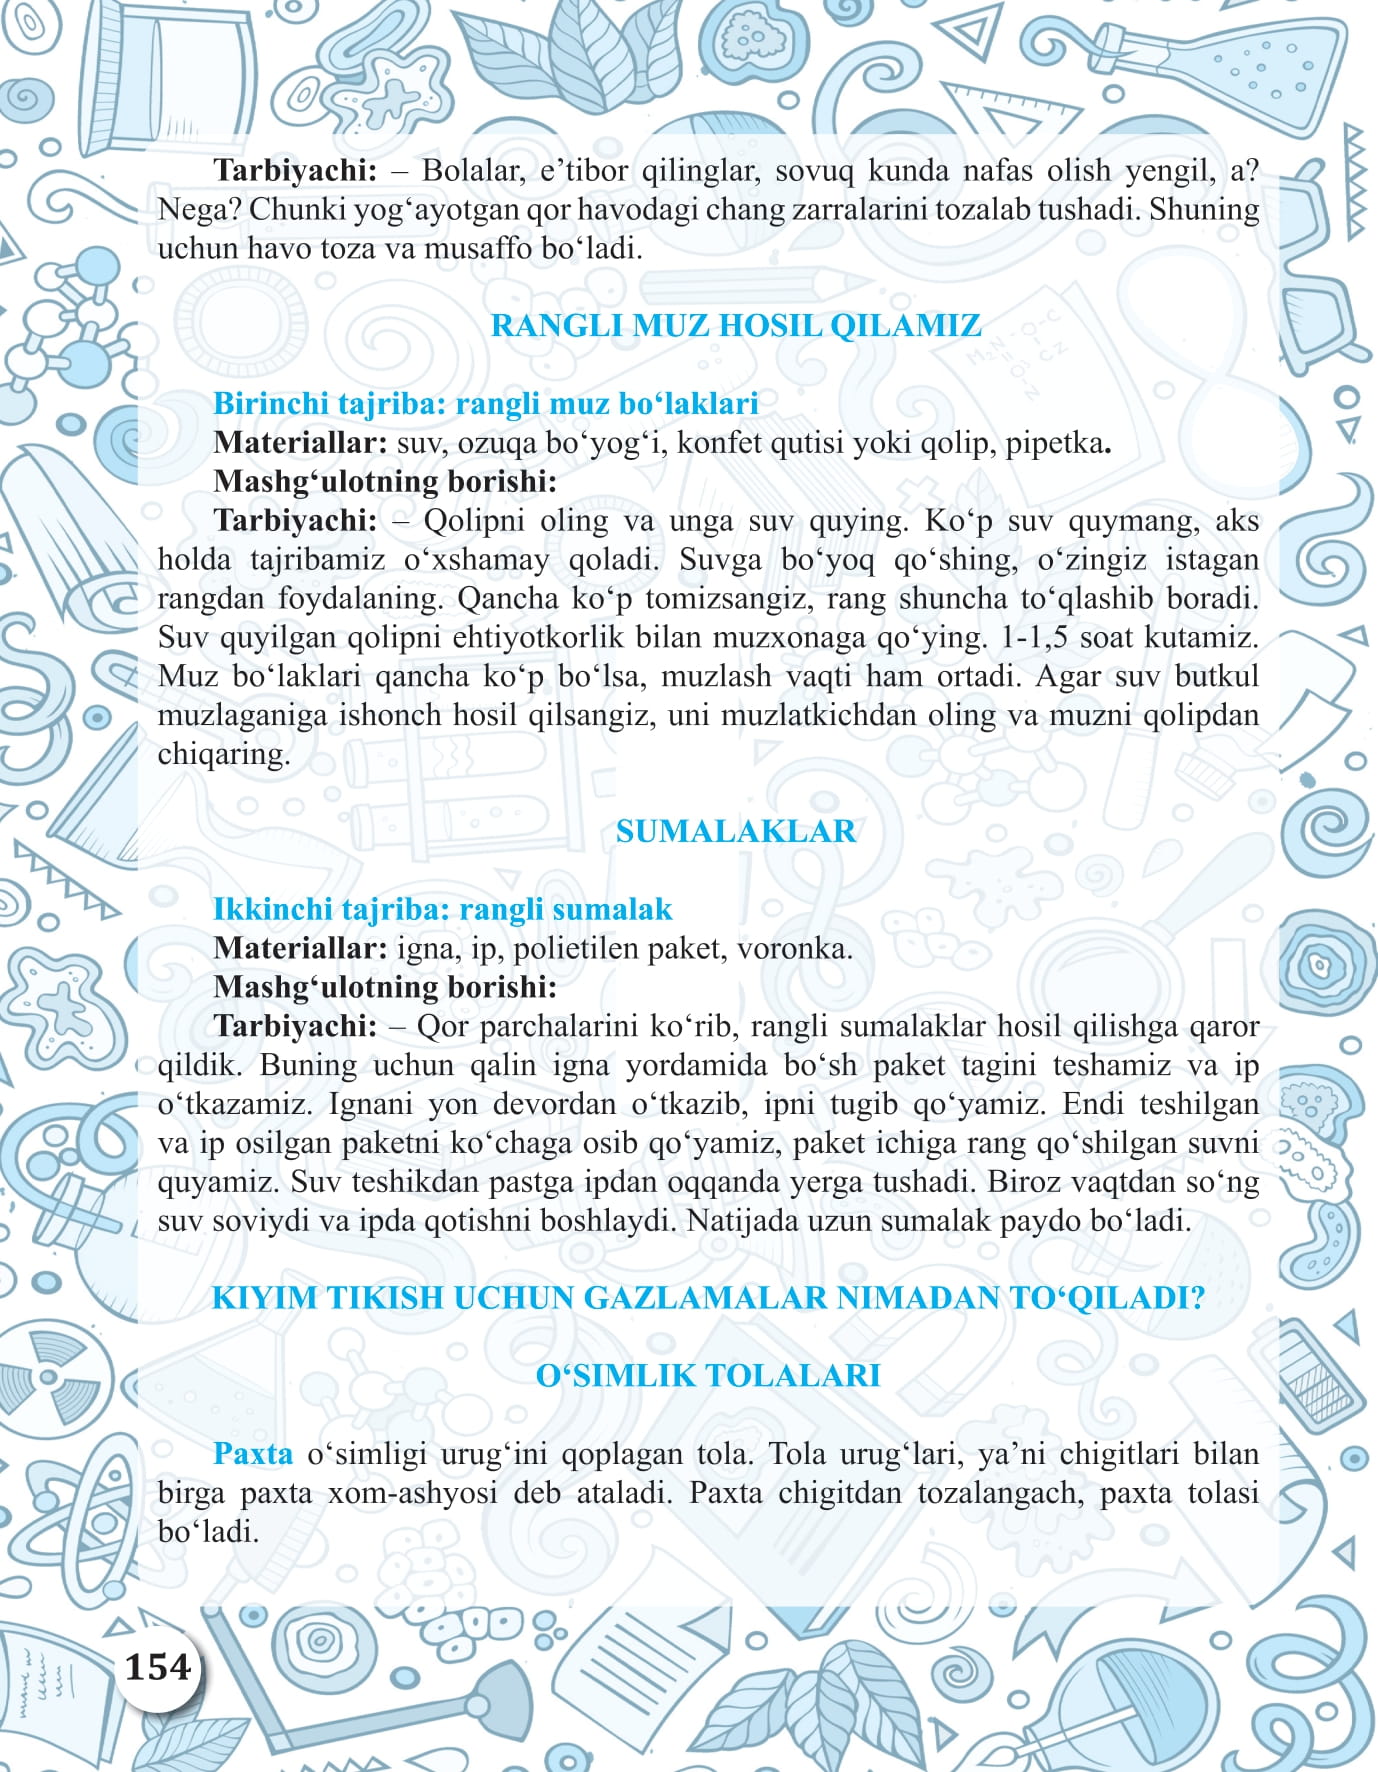 Tarbiyachi: – Bolalar, e’tibor qilinglar, sovuq kunda nafas olish yengil, a?
Nega? Chunki yog‘ayotgan qor havodagi chang zarralarini tozalab tushadi. Shuning
uchun havo toza va musaffo bo‘ladi.
RANGLI MUZ HOSIL QILAMIZ
Birinchi tajriba: rangli muz bo‘laklari
Materiallar: suv, ozuqa bo‘yog‘i, konfet qutisi yoki qolip, pipetka.
Mashg‘ulotning borishi:
Tarbiyachi: – Qolipni oling va unga suv quying. Ko‘p suv quymang, aks
holda tajribamiz o‘xshamay qoladi. Suvga bo‘yoq qo‘shing, o‘zingiz istagan
rangdan foydalaning. Qancha ko‘p tomizsangiz, rang shuncha to‘qlashib boradi.
Suv quyilgan qolipni ehtiyotkorlik bilan muzxonaga qo‘ying. 1-1,5 soat kutamiz.
Muz bo‘laklari qancha ko‘p bo‘lsa, muzlash vaqti ham ortadi. Agar suv butkul
muzlaganiga ishonch hosil qilsangiz, uni muzlatkichdan oling va muzni qolipdan
chiqaring.
SUMALAKLAR
Ikkinchi tajriba: rangli sumalak
Materiallar: igna, ip, polietilen paket, voronka.
Mashg‘ulotning borishi:
Tarbiyachi: – Qor parchalarini ko‘rib, rangli sumalaklar hosil qilishga qaror
qildik. Buning uchun qalin igna yordamida bo‘sh paket tagini teshamiz va ip
o‘tkazamiz. Ignani yon devordan o‘tkazib, ipni tugib qo‘yamiz. Endi teshilgan
va ip osilgan paketni ko‘chaga osib qo‘yamiz, paket ichiga rang qo‘shilgan suvni
quyamiz. Suv teshikdan pastga ipdan oqqanda yerga tushadi. Biroz vaqtdan so‘ng
suv soviydi va ipda qotishni boshlaydi. Natijada uzun sumalak paydo bo‘ladi.
KIYIM TIKISH UCHUN GAZLAMALAR NIMADAN TO‘QILADI?
O‘SIMLIK TOLALARI
Paxta o‘simligi urug‘ini qoplagan tola. Tola urug‘lari, ya’ni chigitlari bilan
birga paxta xom-ashyosi deb ataladi. Paxta chigitdan tozalangach, paxta tolasi
bo‘ladi.
154